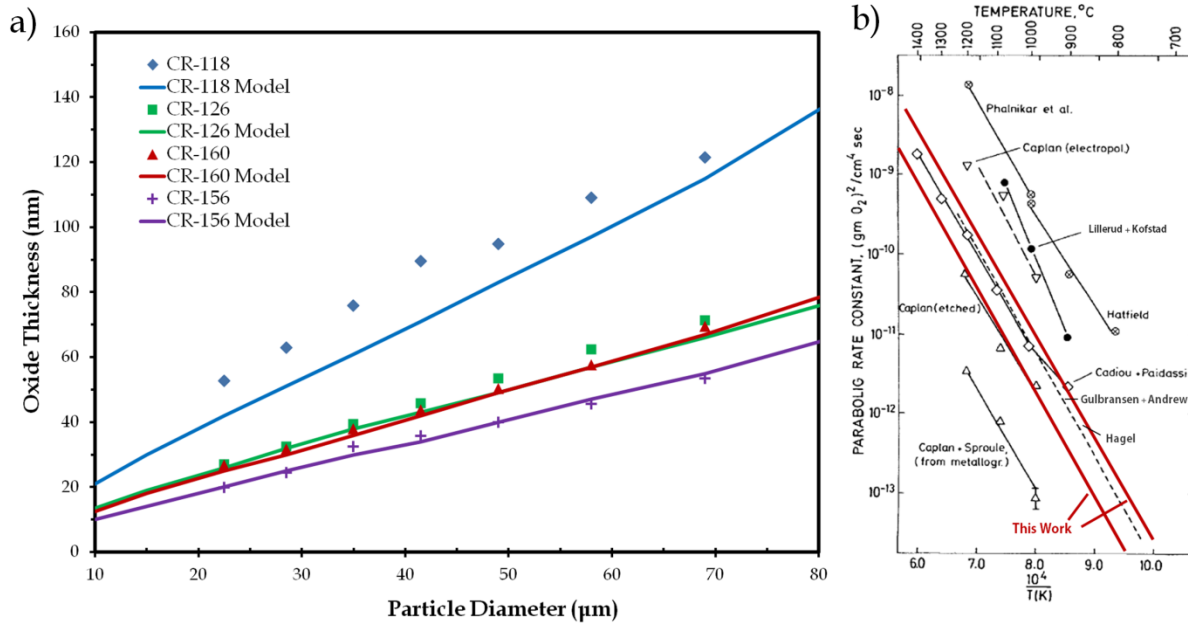 a)
160
140
120
100
80
60
40
20
0
Oxide Thickness (nm)
CR-118
CR-118 Model
CR-126
CR-126 Model
CR-160
CR-160 Model
CR-156
CR-156 Model
10 20 30 40 50 60 70 80
Particle Diameter (μm)
b)
TEMPERATURE, °C
1400 1300 1200 1100 1000 900 800 700
PARABOLIG RATE CONSTANT, (gm O₂)²/cm⁴ sec
10⁻⁸
10⁻⁹
10⁻¹⁰
10⁻¹¹
10⁻¹²
10⁻¹³
Phalnikar et al.
Caplan (electropol.)
Lillerud + Kofstad
Caplan (etched)
Hatfield
Cadiou + Paidassi
Gulbransen + Andrew
Hagel
Caplan + Sproule,
(from metallogr.)
This Work
6.0 7.0 8.0 9.0 10.0
10⁴
T(K)